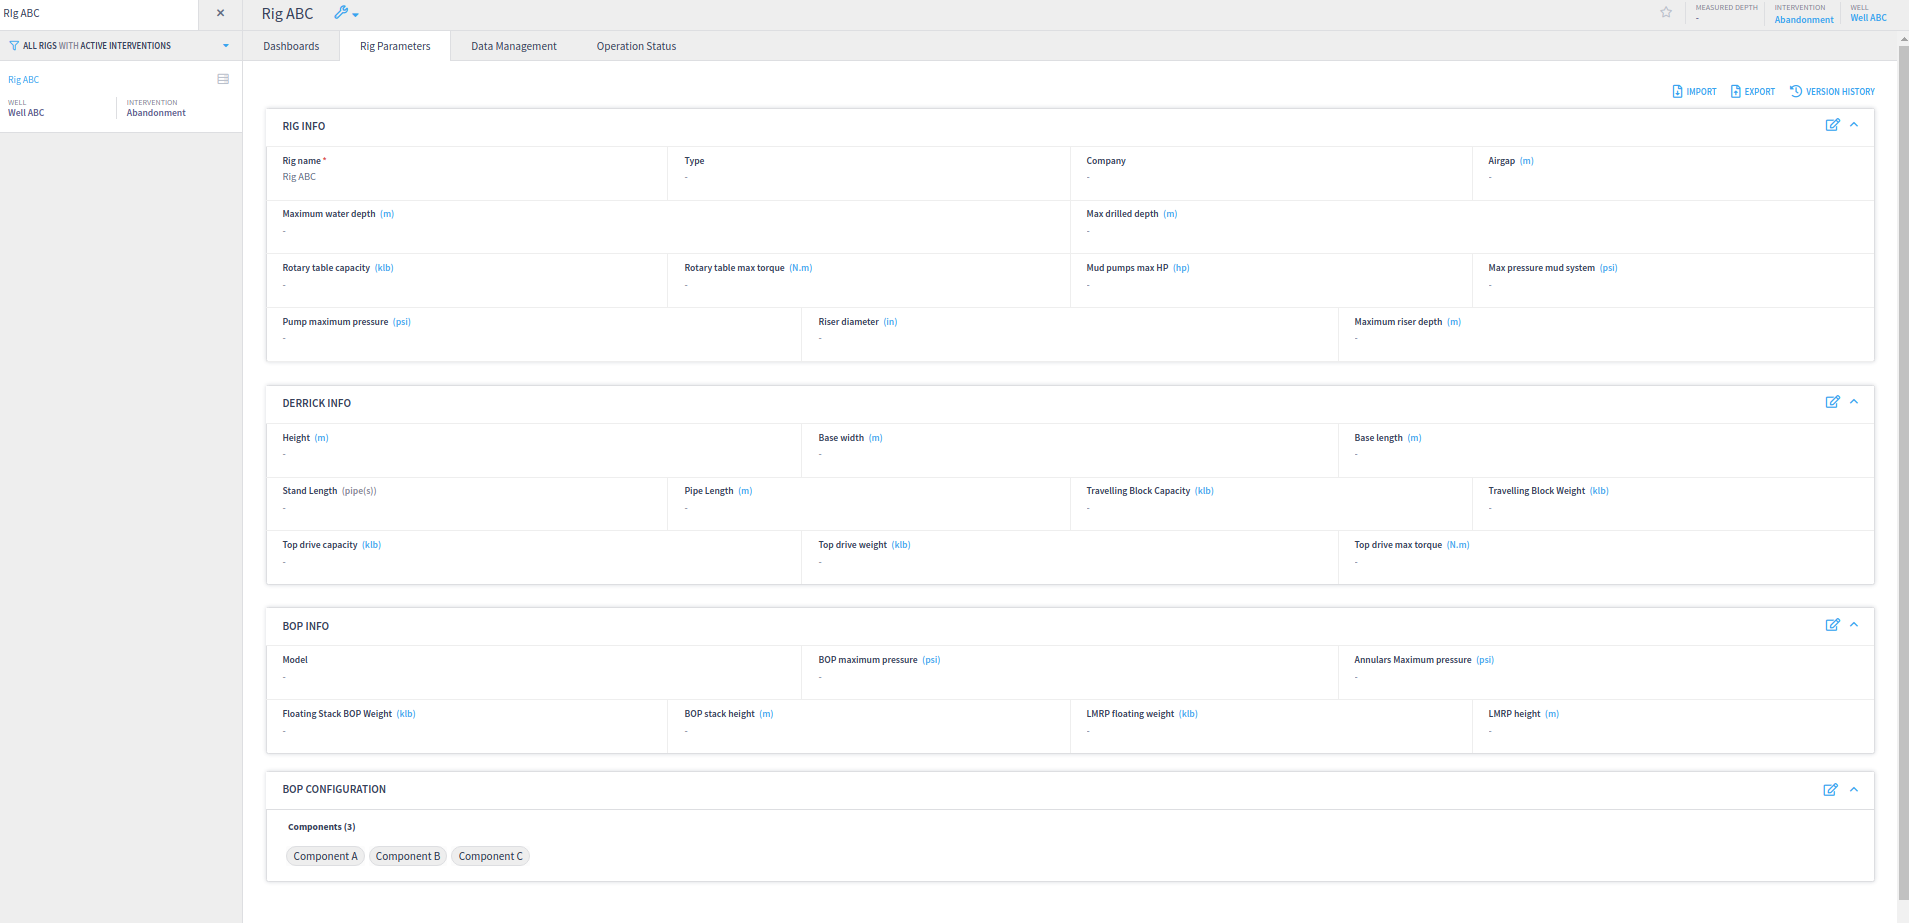 RIg ABC
Rig ABC
MEASURED DEPTH
-
INTERVENTION
Abandonment
WELL
Well ABC
ALL RIGS WITH ACTIVE INTERVENTIONS
Dashboards Rig Parameters Data Management Operation Status
Rig ABC
WELL
Well ABC
INTERVENTION
Abandonment
IMPORT EXPORT VERSION HISTORY
RIG INFO
Rig name * Type Company Airgap (m)
Rig ABC - - -
Maximum water depth (m) Max drilled depth (m)
- -
Rotary table capacity (klb) Rotary table max torque (N.m) Mud pumps max HP (hp) Max pressure mud system (psi)
- - - -
Pump maximum pressure (psi) Riser diameter (in) Maximum riser depth (m)
- - -
DERRICK INFO
Height (m) Base width (m) Base length (m)
- - -
Stand Length (pipe(s)) Pipe Length (m) Travelling Block Capacity (klb) Travelling Block Weight (klb)
- - - -
Top drive capacity (klb) Top drive weight (klb) Top drive max torque (N.m)
- - -
BOP INFO
Model BOP maximum pressure (psi) Annulars Maximum pressure (psi)
- - -
Floating Stack BOP Weight (klb) BOP stack height (m) LMRP floating weight (klb) LMRP height (m)
- - - -
BOP CONFIGURATION
Components (3)
Component A Component B Component C